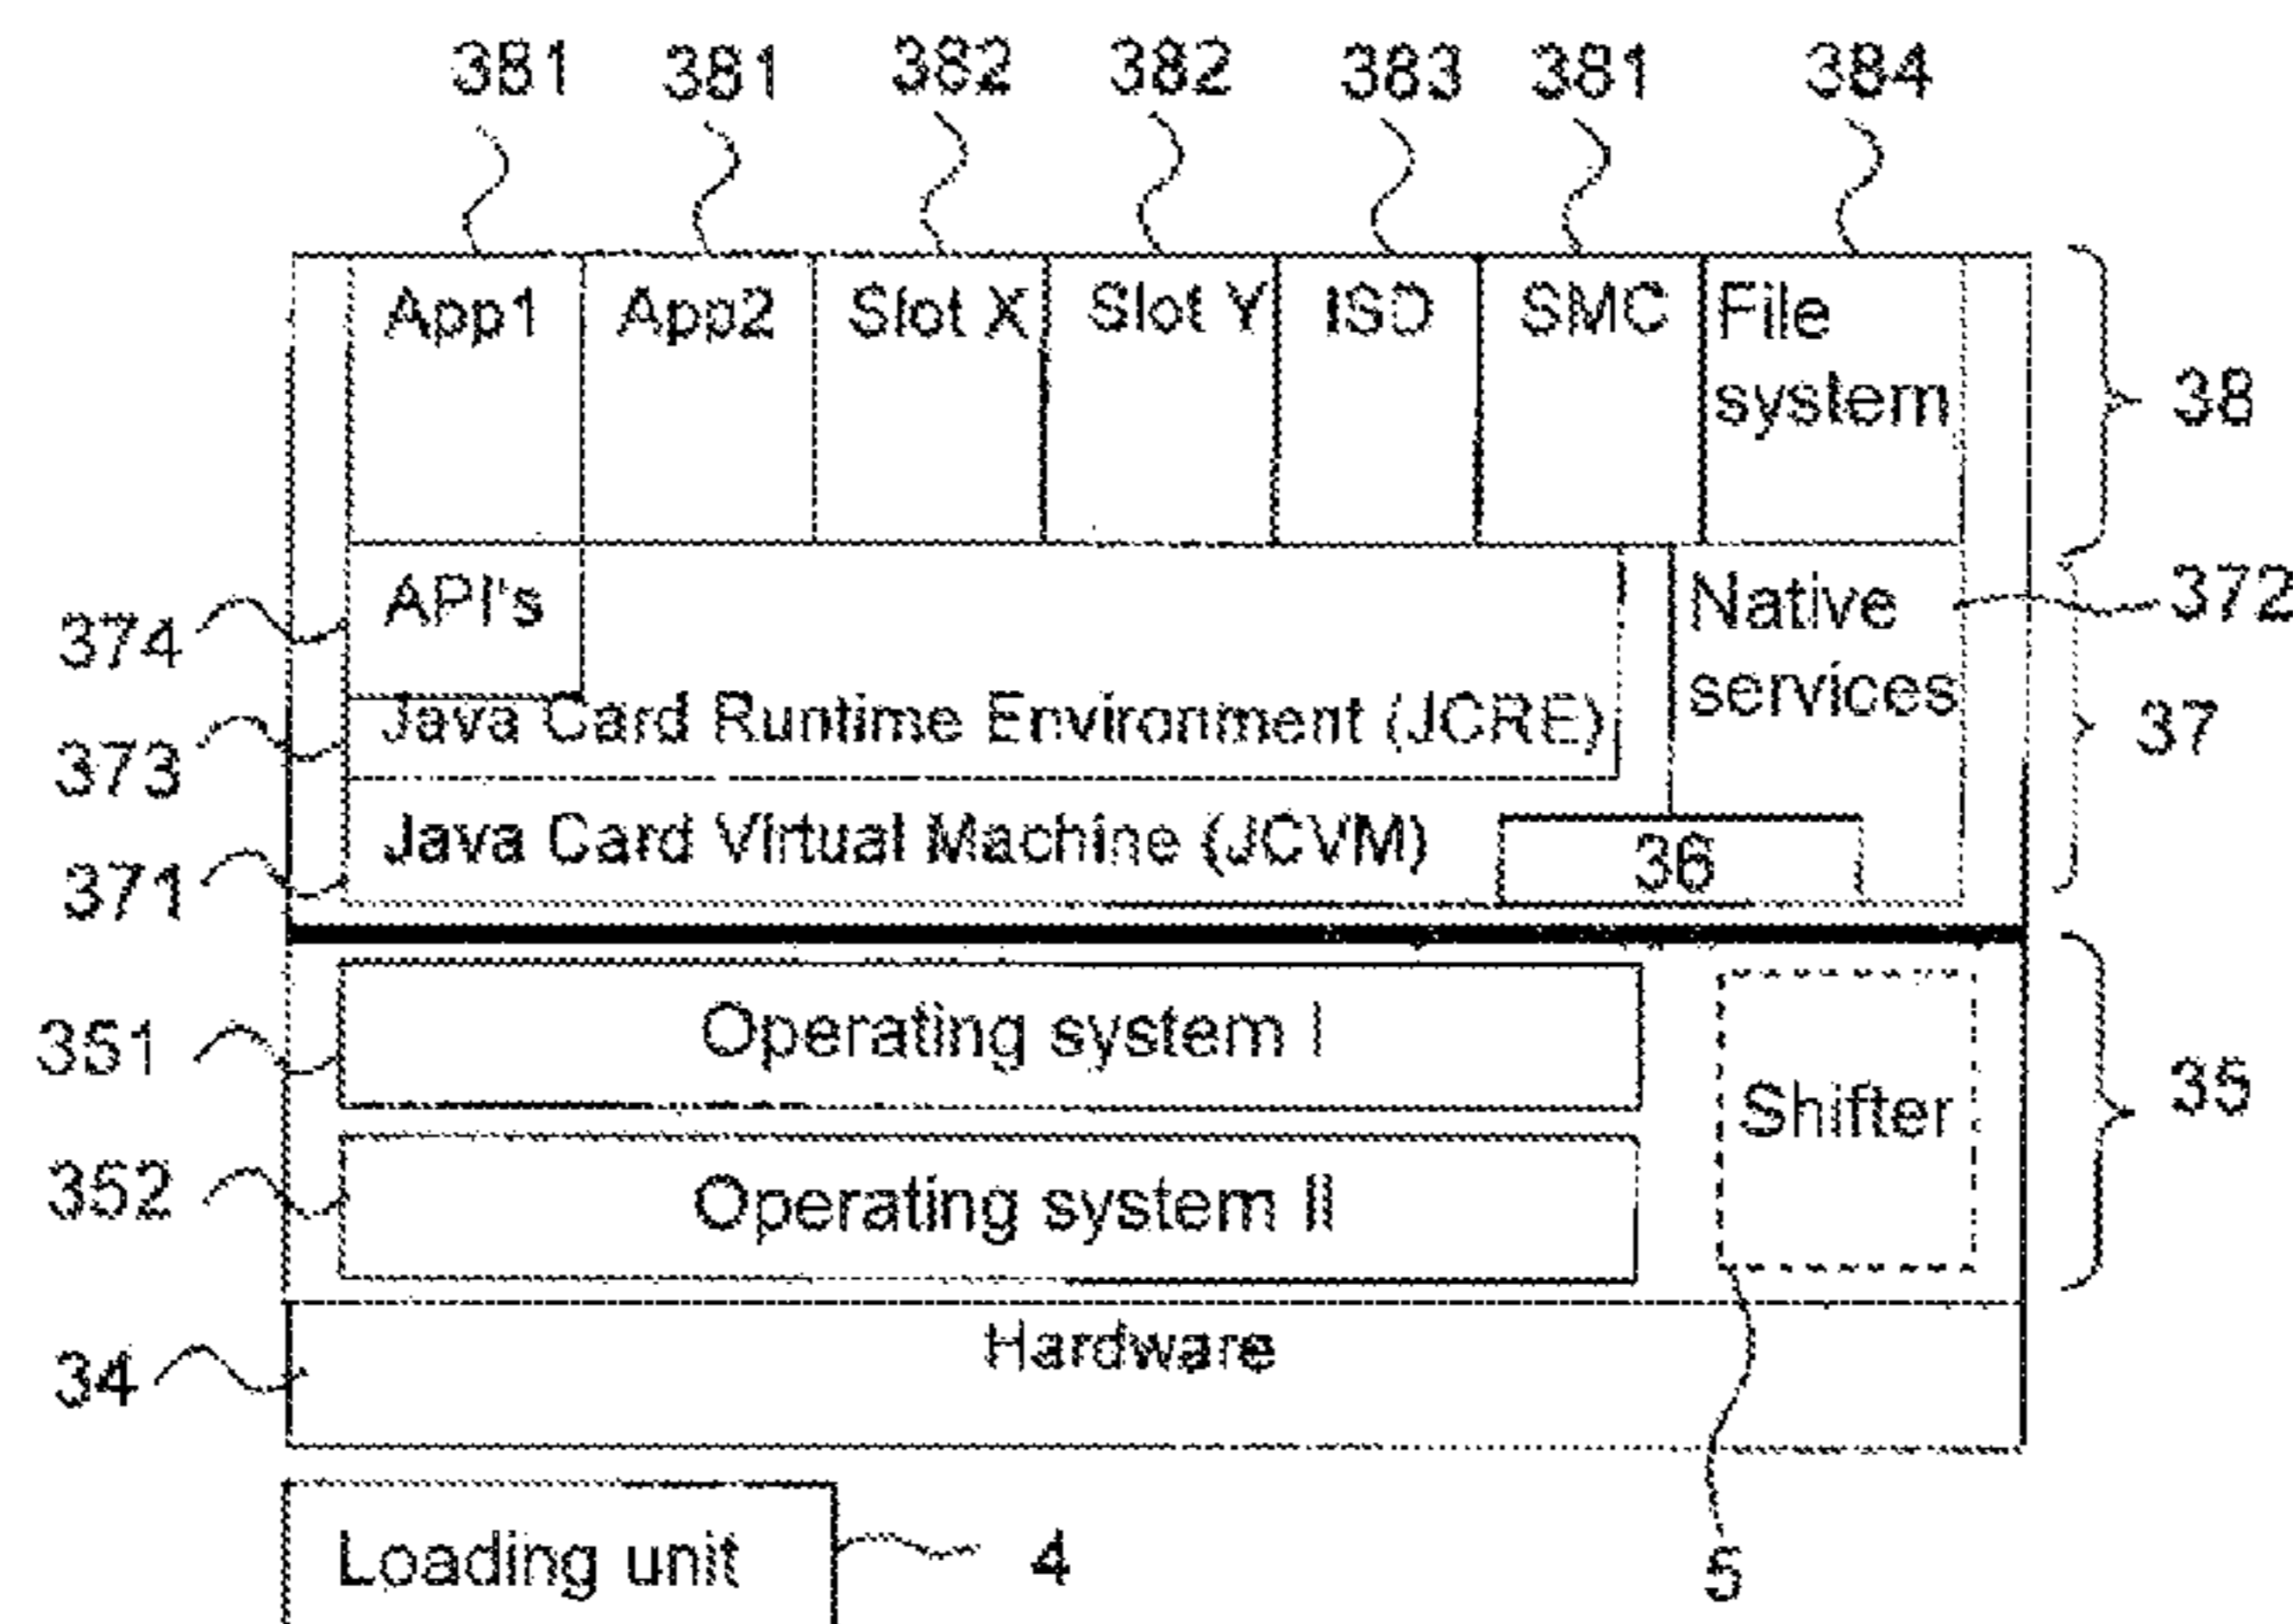 381 381 382 382 383 381 384
App1 App2 Slot X Slot Y ISD SMC File
system
38
API's Native
372
374
services
Java Card Runtime Environment (JCRE)
373
37
Java Card Virtual Machine (JCVM)
36
371
Operating system I
351
35
Shifter
Operating system II
352
Hardware
34
Loading unit
4
5